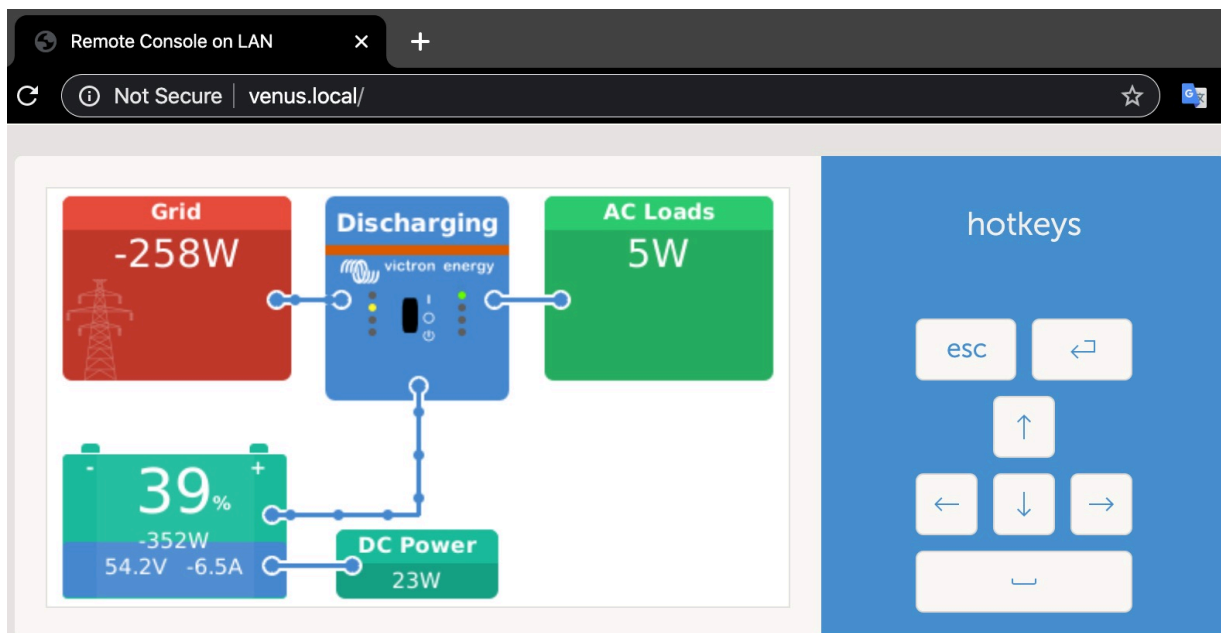 Remote Console on LAN
Not Secure venus.local/
Grid
-258W
Discharging
victron energy
AC Loads
5W
hotkeys
esc
- +
39%
-352W
54.2V -6.5A
DC Power
23W